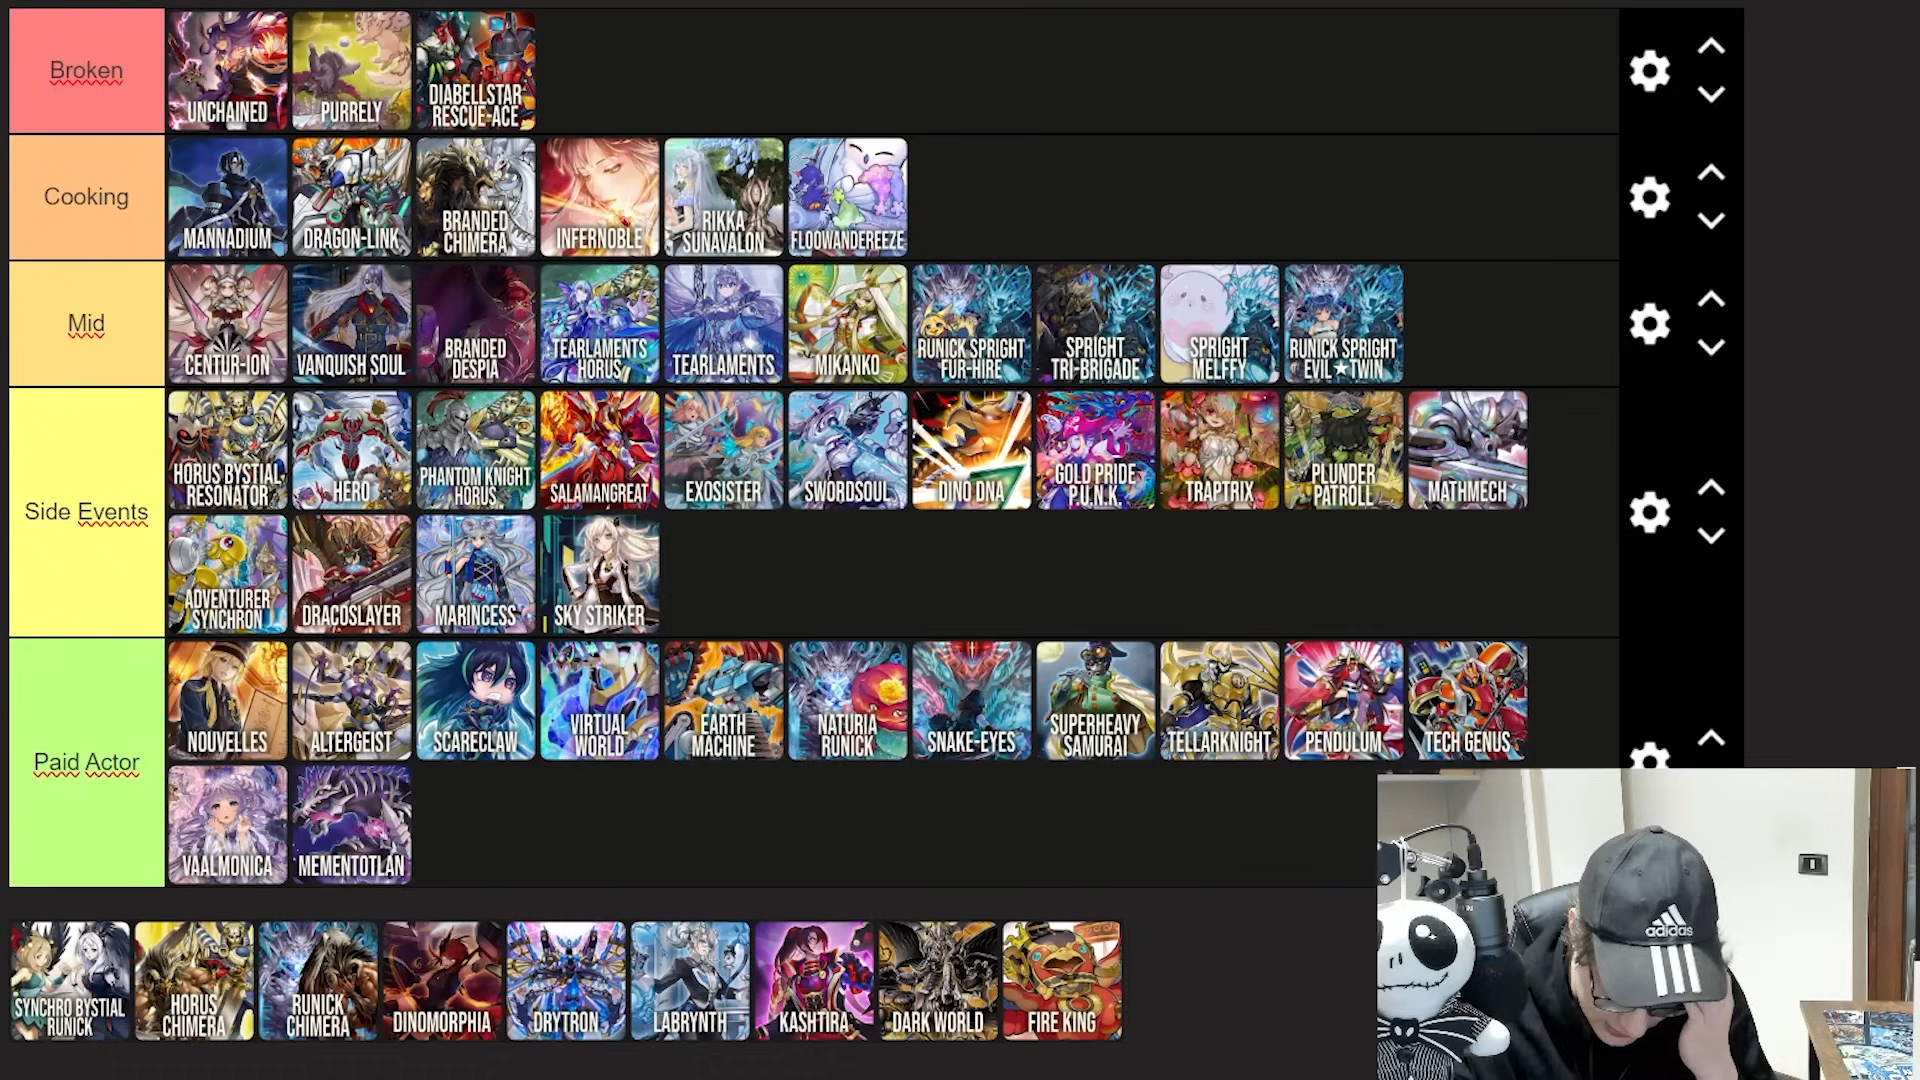 Broken
UNCHAINED
PURRELY
DIABELLSTAR
RESCUE-ACE
Cooking
MANNADIUM
DRAGON-LINK
BRANDED
CHIMERA
INFERNOBLE
RIKKA
SUNAVALON
FLOOWANDEREEZE
Mid
CENTUR-ION
VANQUISH SOUL
BRANDED
DESPIA
TEARLAMENTS
HORUS
TEARLAMENTS
MIKANKO
RUNICK SPRIGHT
FUR-HIRE
SPRIGHT
TRI-BRIGADE
SPRIGHT
MELFFY
RUNICK SPRIGHT
EVIL★TWIN
Side Events
HORUS BYSTIAL
RESONATOR
HERO
PHANTOM KNIGHT
HORUS
SALAMANGREAT
EXOSISTER
SWORDSOUL
DINO DNA
GOLD PRIDE
P.U.N.K.
TRAPTRIX
PLUNDER
PATROLL
MATHMECH
ADVENTURER
SYNCHRON
DRACOSLAYER
MARINCESS
SKY STRIKER
Paid Actor
NOUVELLES
ALTERGEIST
SCARECLAW
VIRTUAL
WORLD
EARTH
MACHINE
NATURIA
RUNICK
SNAKE-EYES
SUPERHEAVY
SAMURAI
TELLARKNIGHT
PENDULUM
TECH GENUS
VAALMONICA
MEMENTOTLAN
SYNCHRO BYSTIAL
RUNICK
HORUS
CHIMERA
RUNICK
CHIMERA
DINOMORPHIA
DRYTRON
LABRYNTH
KASHTIRA
DARK WORLD
FIRE KING
adidas